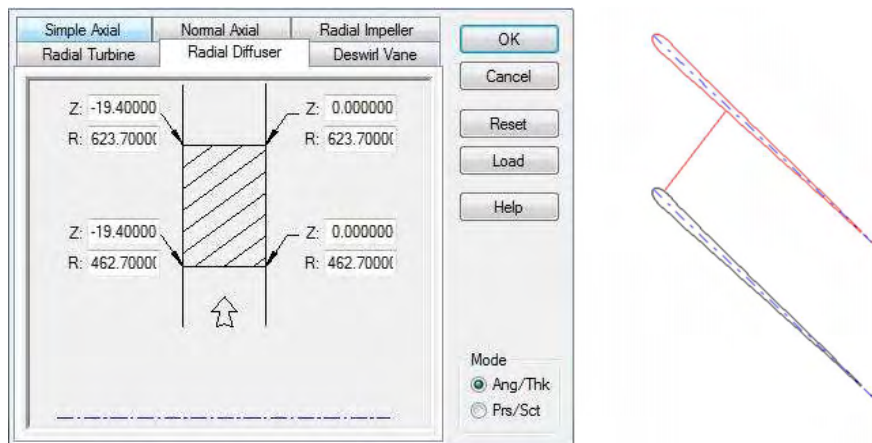 Simple Axial Normal Axial Radial Impeller
Radial Turbine Radial Diffuser Deswirl Vane
Z: -19.40000 Z: 0.000000
R: 623.7000( R: 623.7000(
Z: -19.40000 Z: 0.000000
R: 462.7000( R: 462.7000(
OK
Cancel
Reset
Load
Help
Mode
Ang/Thk
Prs/Sct